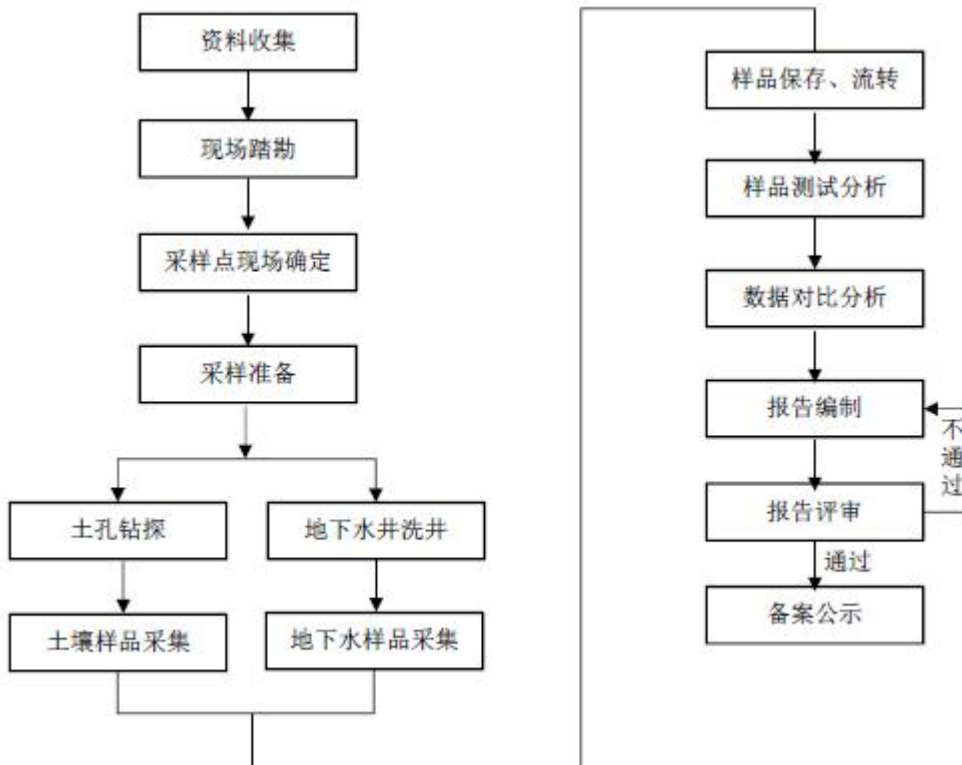 资料收集
现场踏勘
采样点现场确定
采样准备
土孔钻探
地下水井洗井
土壤样品采集
地下水样品采集
样品保存、流转
样品测试分析
数据对比分析
报告编制
不
通
过
报告评审
通过
备案公示